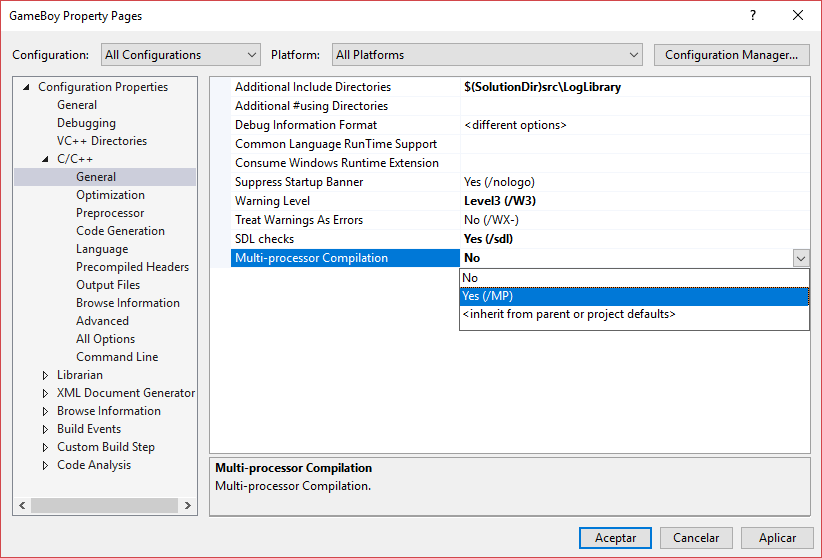 GameBoy Property Pages
Configuration: All Configurations Platform: All Platforms Configuration Manager...
Configuration Properties
General
Debugging
VC++ Directories
C/C++
General
Optimization
Preprocessor
Code Generation
Language
Precompiled Headers
Output Files
Browse Information
Advanced
All Options
Command Line
Librarian
XML Document Generator
Browse Information
Build Events
Custom Build Step
Code Analysis
Additional Include Directories $(SolutionDir)src\LogLibrary
Additional #using Directories
Debug Information Format <different options>
Common Language RunTime Support
Consume Windows Runtime Extension
Suppress Startup Banner Yes (/nologo)
Warning Level Level3 (/W3)
Treat Warnings As Errors No (/WX-)
SDL checks Yes (/sdl)
Multi-processor Compilation No
No
Yes (/MP)
<inherit from parent or project defaults>
Multi-processor Compilation
Multi-processor Compilation.
Aceptar Cancelar Aplicar